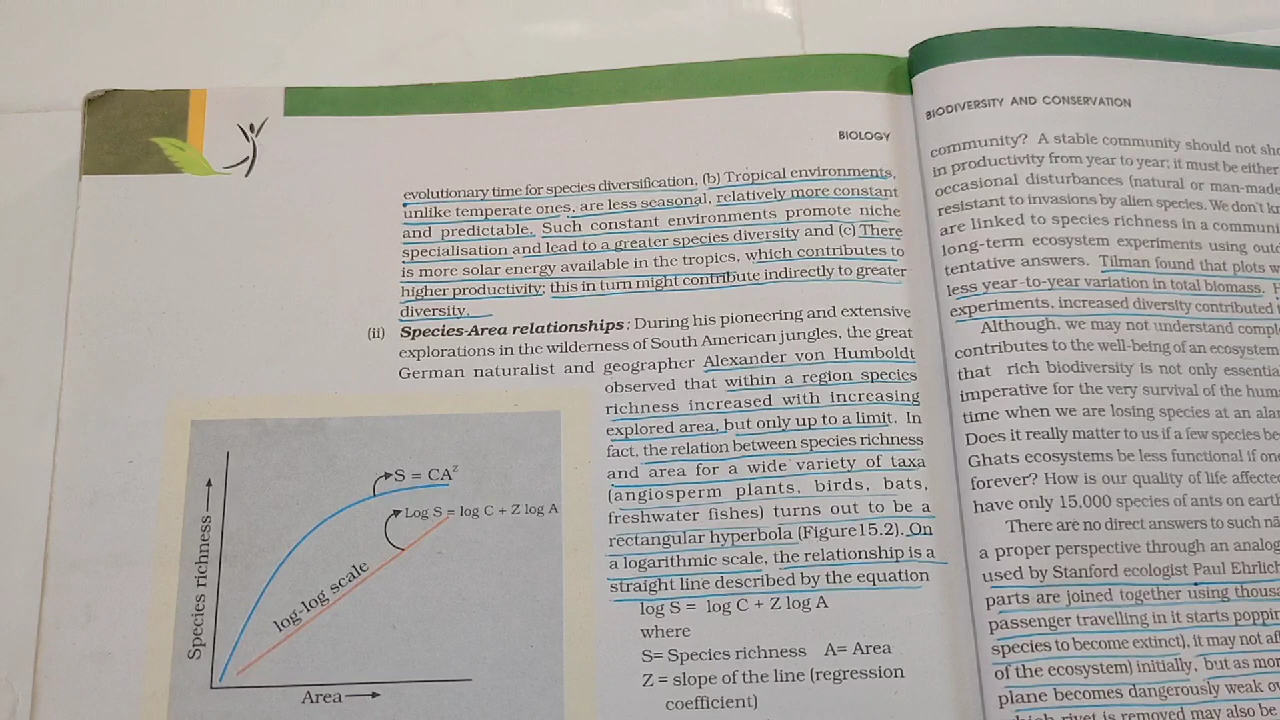 BIOLOGY
evolutionary time for species diversification, (b) Tropical environments,
unlike temperate ones, are less seasonal, relatively more constant
and predictable. Such constant environments promote niche
specialisation and lead to a greater species diversity and (c) There
is more solar energy available in the tropics, which contributes to
higher productivity; this in turn might contribute indirectly to greater
diversity.
(ii) Species-Area relationships: During his pioneering and extensive
explorations in the wilderness of South American jungles, the great
German naturalist and geographer Alexander von Humboldt
observed that within a region species
richness increased with increasing
explored area, but only up to a limit. In
fact, the relation between species richness
and area for a wide variety of taxa
(angiosperm plants, birds, bats,
freshwater fishes) turns out to be a
rectangular hyperbola (Figure15.2). On
a logarithmic scale, the relationship is a
straight line described by the equation
log S = log C + Z log A
where
S= Species richness A= Area
Z = slope of the line (regression
coefficient)
Species richness
S = CA^z
Log S = log C + Z log A
log-log scale
Area
BIODIVERSITY AND CONSERVATION
community? A stable community should not
in productivity from year to year; it must be either
occasional disturbances (natural or man-made
resistant to invasions by alien species. We don't
are linked to species richness in a
long-term ecosystem experiments using
tentative answers. Tilman found that plots
less year-to-year variation in total biomass.
experiments, increased diversity contributed
Although, we may not understand
contributes to the well-being of an ecosystem
that rich biodiversity is not only
imperative for the very survival of the
time when we are losing species at an
Does it really matter to us if a few species
Ghats ecosystems be less functional if
forever? How is our quality of life
have only 15,000 species of ants on
There are no direct answers to such
a proper perspective through an
used by Stanford ecologist Paul Ehrlich
parts are joined together using
passenger travelling in it starts
species to become extinct), it may not
of the ecosystem) initially, but as
plane becomes dangerously weak
rivet is removed may also be